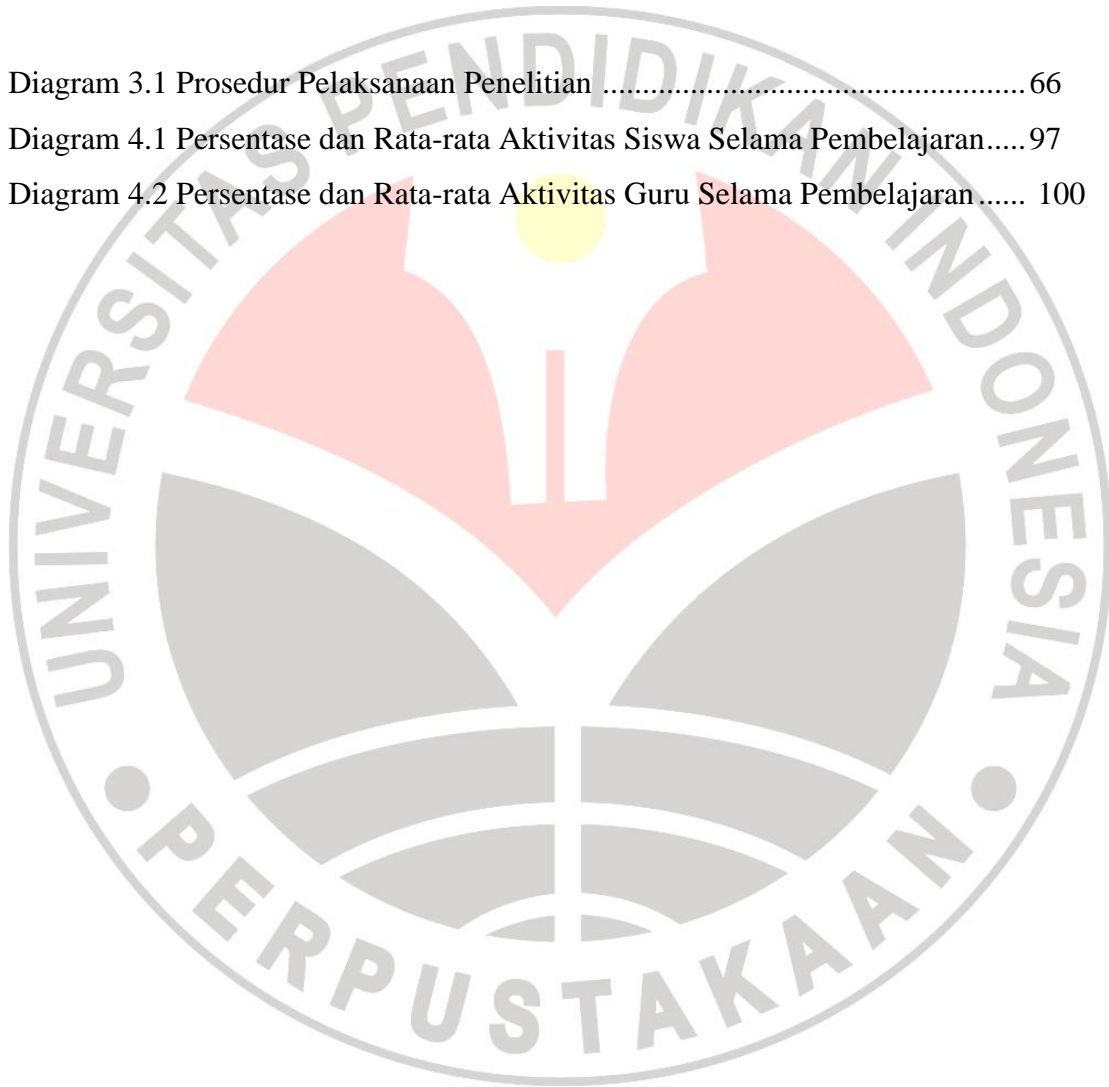 Diagram 3.1 Prosedur Pelaksanaan Penelitian ..................................................... 66
Diagram 4.1 Persentase dan Rata-rata Aktivitas Siswa Selama Pembelajaran ..... 97
Diagram 4.2 Persentase dan Rata-rata Aktivitas Guru Selama Pembelajaran ...... 100
UNIVERSITAS PENDIDIKAN INDONESIA
PERPUSTAKAAN